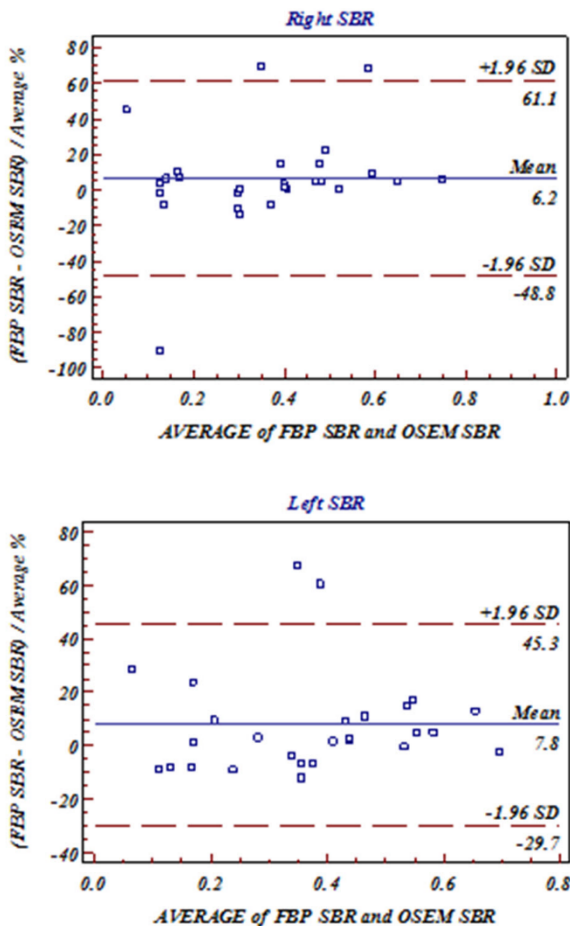 Right SBR
(FBP SBR - OSEM SBR) / Average %
80
60
40
20
0
-20
-40
-60
-80
-100
+1.96 SD
61.1
Mean
6.2
-1.96 SD
-48.8
0.0 0.2 0.4 0.6 0.8 1.0
AVERAGE of FBP SBR and OSEM SBR
Left SBR
(FBP SBR - OSEM SBR) / Average %
80
60
40
20
0
-20
-40
+1.96 SD
45.3
Mean
7.8
-1.96 SD
-29.7
0.0 0.2 0.4 0.6 0.8
AVERAGE of FBP SBR and OSEM SBR